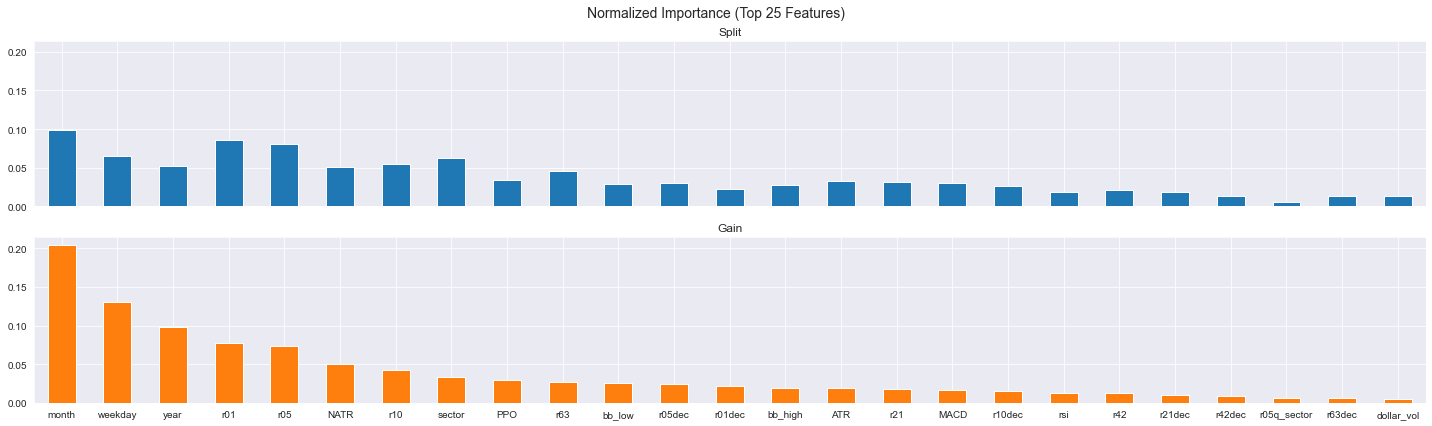 Normalized Importance (Top 25 Features)
Split
0.20
0.15
0.10
0.05
0.00
Gain
0.20
0.15
0.10
0.05
0.00
month weekday year r01 r05 NATR r10 sector PPO r63 bb_low r05dec r01dec bb_high ATR r21 MACD r10dec rsi r42 r21dec r42dec r05q_sector r63dec dollar_vol